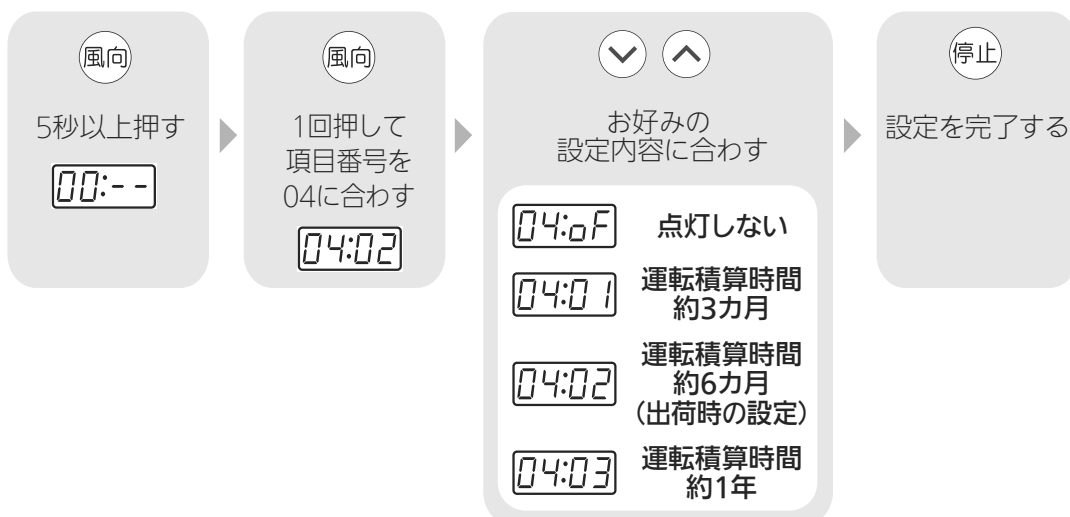 風向
5秒以上押す
00:--
風向
1回押して
項目番号を
04に合わす
04:02
お好みの
設定内容に合わす
04:oF 点灯しない
04:01 運転積算時間
約3カ月
04:02 運転積算時間
約6カ月
（出荷時の設定）
04:03 運転積算時間
約1年
停止
設定を完了する